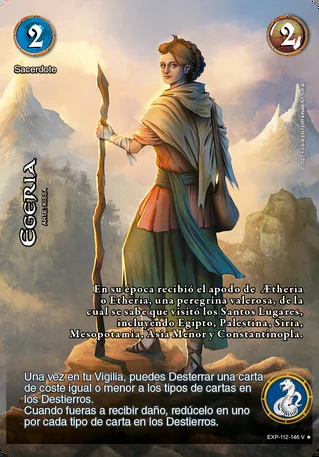 2
2
Sacerdote
EGERIA
En su época recibió el apodo de Ætheria
o Etheria, una peregrina valerosa, de la
cual se sabe que visitó los Santos Lugares,
incluyendo Egipto, Palestina, Siria,
Mesopotamia, Asia Menor y Constantinopla.
Una vez en tu Vigilia, puedes Desterrar una carta
de coste igual o menor a los tipos de cartas en
los Destierros.
Cuando fueras a recibir daño, redúcelo en uno
por cada tipo de carta en los Destierros.
EXP-112-146 V ★